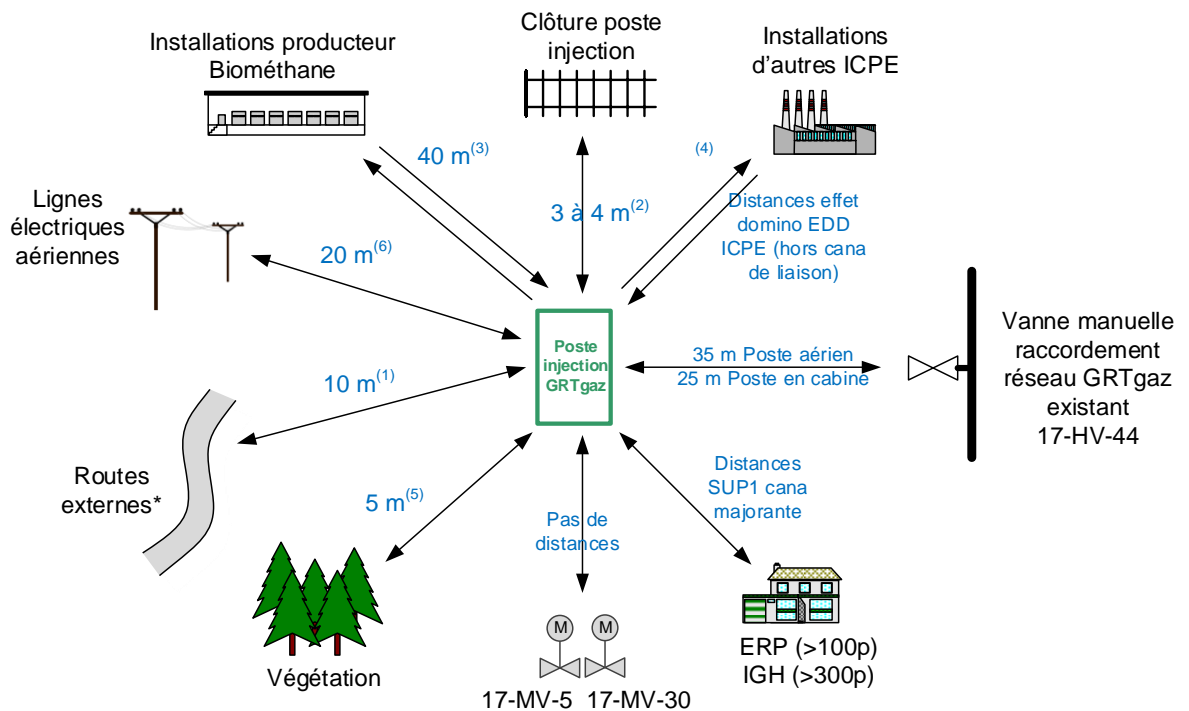 Installations producteur
Biométhane
Clôture poste
injection
Installations
d'autres ICPE
40 m(3)
(4)
3 à 4 m(2)
Distances effet
domino EDD
ICPE (hors cana
de liaison)
Lignes
électriques
aériennes
20 m(6)
Poste
injection
GRTgaz
35 m Poste aérien
25 m Poste en cabine
Vanne manuelle
raccordement
réseau GRTgaz
existant
17-HV-44
10 m(1)
Routes
externes*
5 m(5)
Pas de
distances
Distances
SUP1 cana
majorante
Végétation
M
M
17-MV-5
17-MV-30
ERP (>100p)
IGH (>300p)